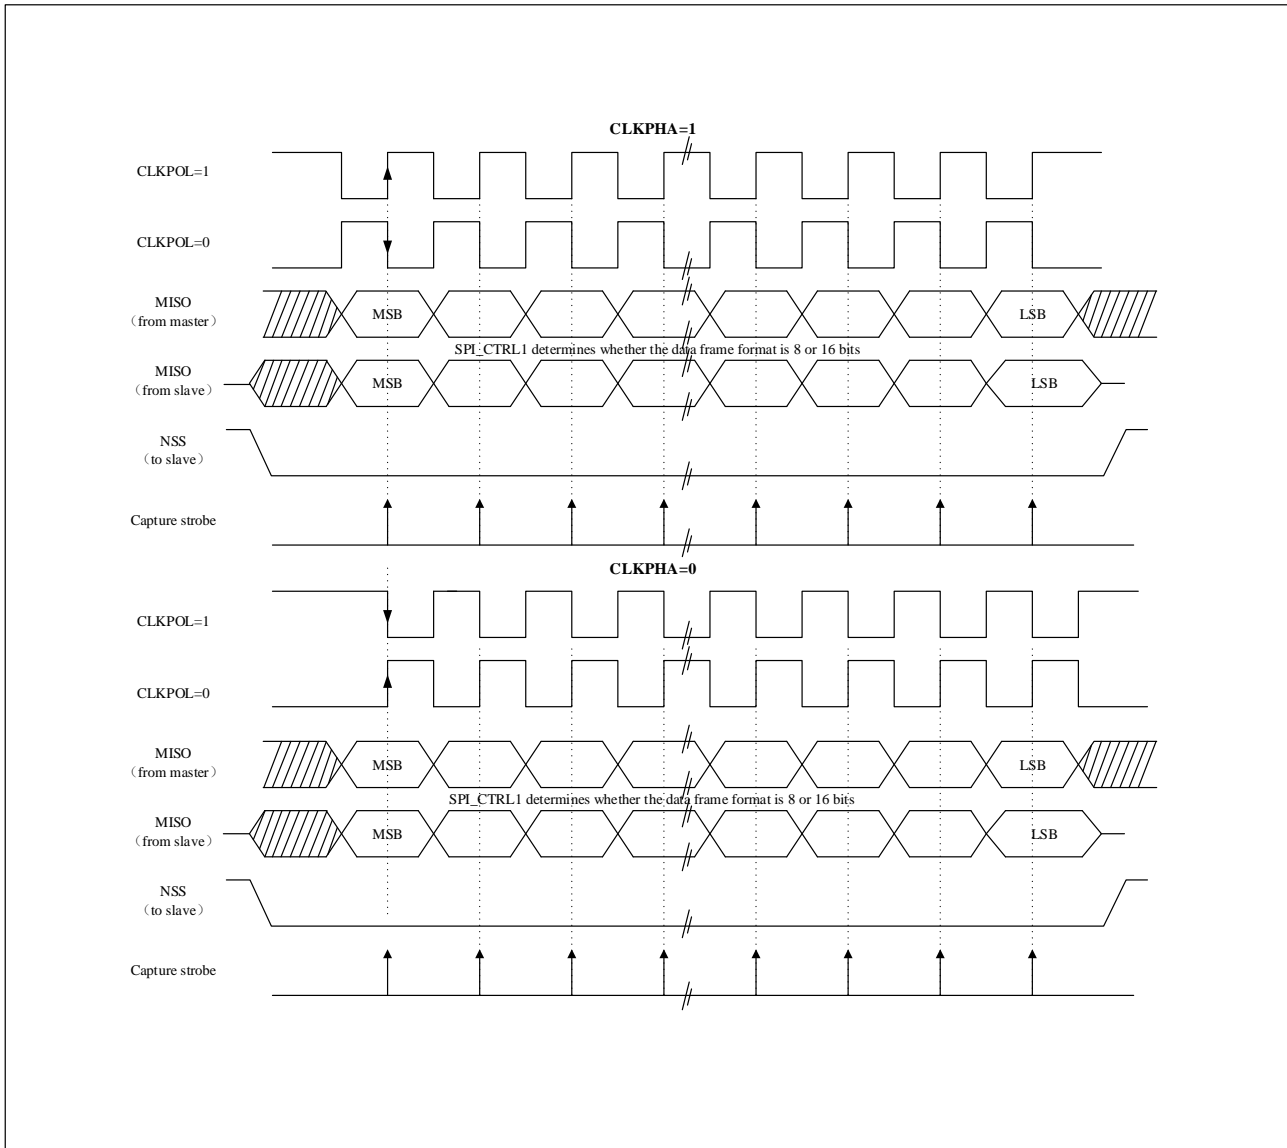 CLKPHA=1
CLKPOL=1
CLKPOL=0
MISO
（from master）
MSB
LSB
SPI_CTRL1 determines whether the data frame format is 8 or 16 bits
MISO
（from slave）
MSB
LSB
NSS
（to slave）
Capture strobe
CLKPHA=0
CLKPOL=1
CLKPOL=0
MISO
（from master）
MSB
LSB
SPI_CTRL1 determines whether the data frame format is 8 or 16 bits
MISO
（from slave）
MSB
LSB
NSS
（to slave）
Capture strobe